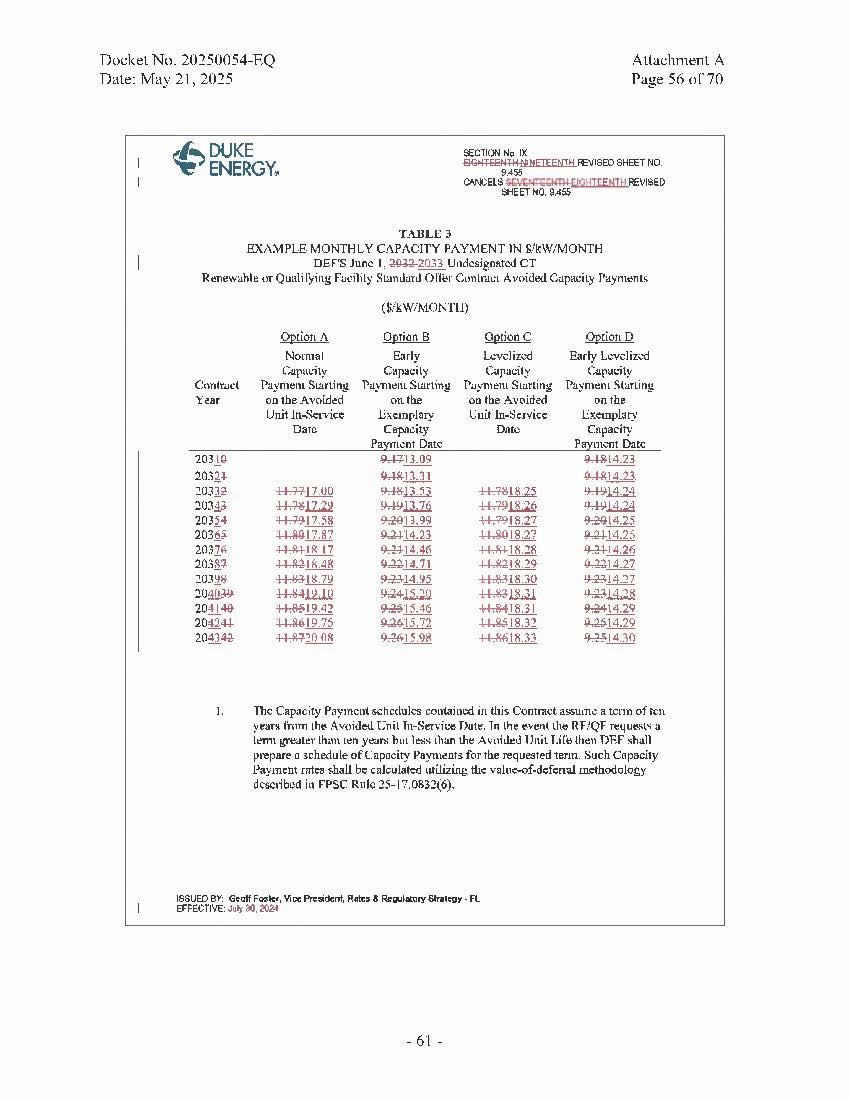 Docket No. 20250054-EQ Attachment A
Date: May 21, 2025 Page 56 of 70
DUKE
ENERGY
SECTION No. IX
EIGHTEENTH NINETEENTH REVISED SHEET NO.
9.455
CANCELS SEVENTEENTH EIGHTEENTH REVISED
SHEET NO. 9.455
TABLE 3
EXAMPLE MONTHLY CAPACITY PAYMENT IN $/kW/MONTH
DEF'S June 1, 2032 2033 Undesignated CT
Renewable or Qualifying Facility Standard Offer Contract Avoided Capacity Payments
($/kW/MONTH)
Option A Option B Option C Option D
Normal Early Levelized Early Levelized
Capacity Capacity Capacity Capacity
Contract Payment Starting Payment Starting Payment Starting Payment Starting
Year on the Avoided on the on the Avoided on the
Unit In-Service Exemplary Unit In-Service Exemplary
Date Capacity Date Capacity
Payment Date Payment Date
20310 9.1713.09 9.1814.23
20321 9.1813.31 9.1814.23
20332 11.7717.00 9.1813.53 11.7818.25 9.1914.24
20343 11.7817.29 9.1913.76 11.7918.26 9.1914.24
20354 11.7917.58 9.2013.99 11.7918.27 9.2014.25
20365 11.8017.87 9.2114.23 11.8018.27 9.2114.25
20376 11.8118.17 9.2114.46 11.8118.28 9.2114.26
20387 11.8218.48 9.2214.71 11.8218.29 9.2214.27
20398 11.8318.79 9.2314.95 11.8318.30 9.2314.27
204039 11.8419.10 9.2415.20 11.8318.31 9.2314.28
204140 11.8519.42 9.2515.46 11.8418.31 9.2414.29
204241 11.8619.75 9.2615.72 11.8518.32 9.2514.29
204342 11.8720.08 9.2615.98 11.8618.33 9.2514.30
1. The Capacity Payment schedules contained in this Contract assume a term of ten
years from the Avoided Unit In-Service Date. In the event the RF/QF requests a
term greater than ten years but less than the Avoided Unit Life then DEF shall
prepare a schedule of Capacity Payments for the requested term. Such Capacity
Payment rates shall be calculated utilizing the value-of-deferral methodology
described in FPSC Rule 25-17.0832(6).
ISSUED BY: Geoff Foster, Vice President, Rates & Regulatory Strategy - FL
EFFECTIVE: July 30, 2024
- 61 -